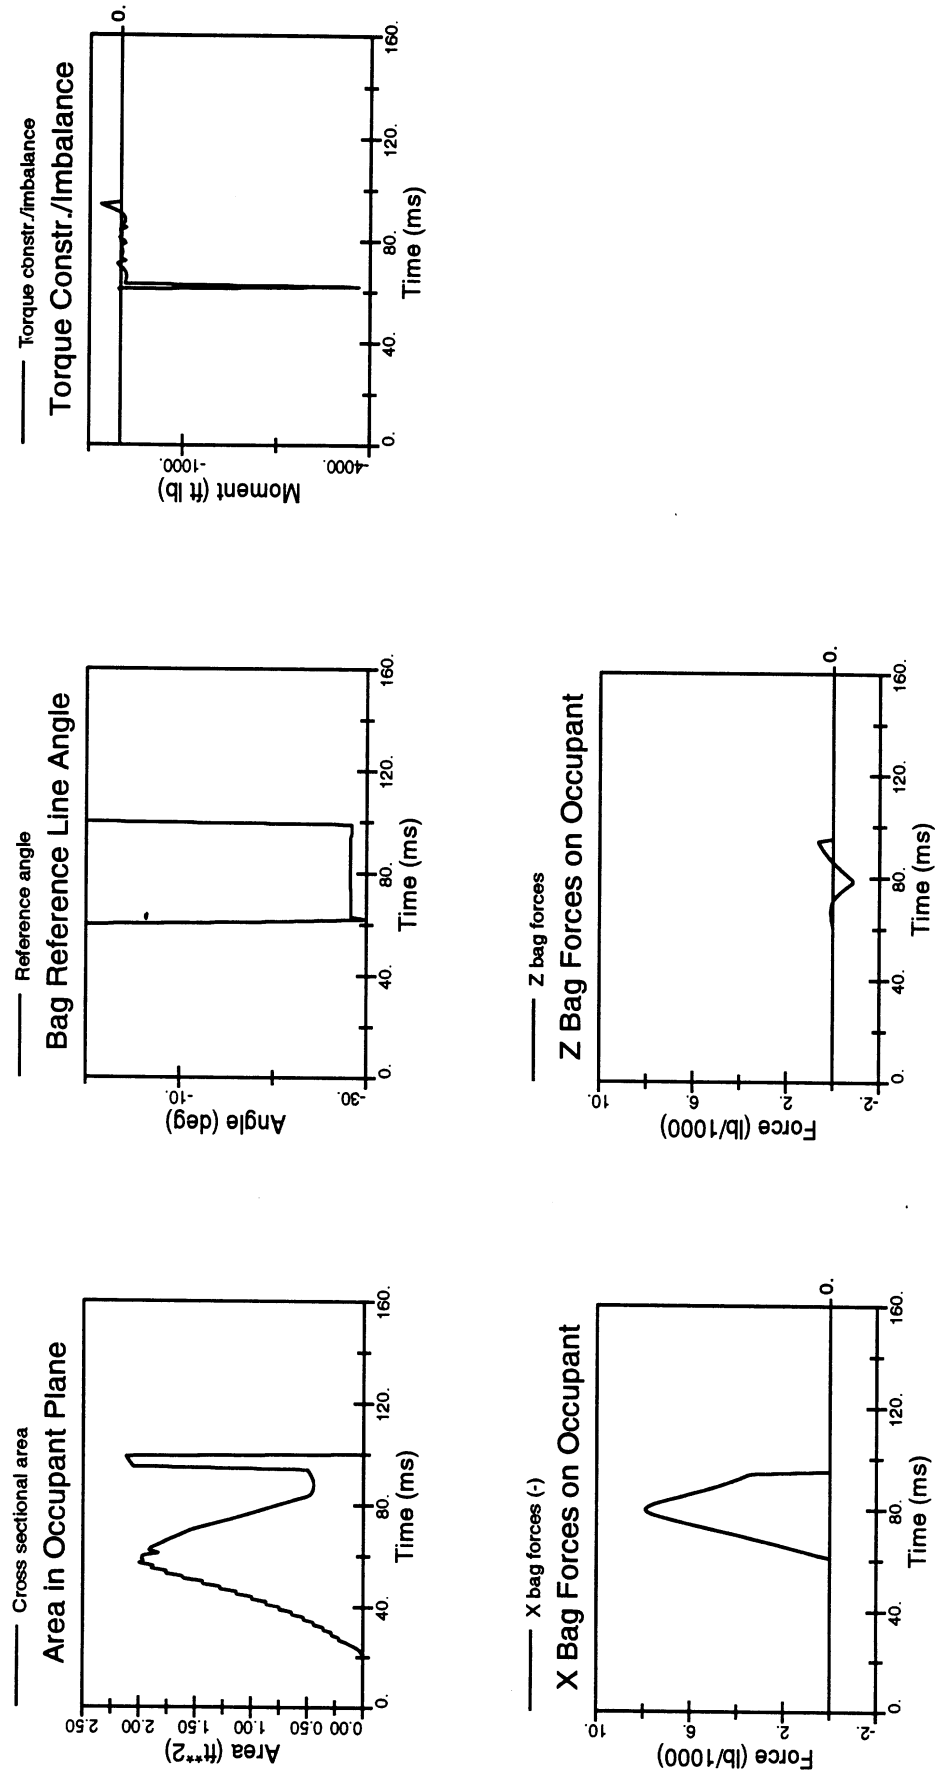 Cross sectional area
Area in Occupant Plane
2.50
2.00
1.50
1.00
0.50
0.00
Area (ft**2)
0.
40.
80.
120.
160.
Time (ms)
Reference angle
Bag Reference Line Angle
-10.
-30.
Angle (deg)
0.
40.
80.
120.
160.
Time (ms)
Torque constr./imbalance
Torque Constr./Imbalance
0.
-1000.
-4000.
Moment (ft lb)
0.
40.
80.
120.
160.
Time (ms)
X bag forces (-)
X Bag Forces on Occupant
10.
6.
2.
-2.
0.
Force (lb/1000)
0.
40.
80.
120.
160.
Time (ms)
Z bag forces
Z Bag Forces on Occupant
10.
6.
2.
-2.
0.
Force (lb/1000)
0.
40.
80.
120.
160.
Time (ms)